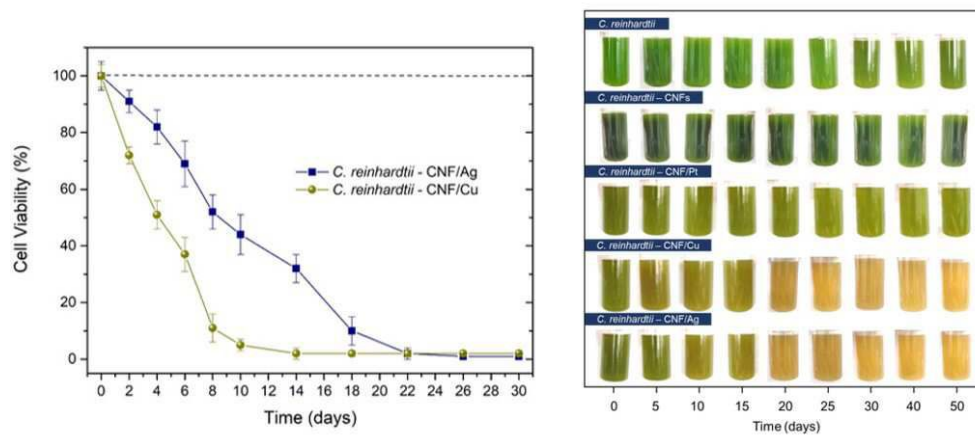 100
80
60
40
20
0
Cell Viability (%)
C. reinhardtii - CNF/Ag
C. reinhardtii - CNF/Cu
0 2 4 6 8 10 12 14 16 18 20 22 24 26 28 30
Time (days)
C. reinhardtii
C. reinhardtii – CNFs
C. reinhardtii – CNF/Pt
C. reinhardtii – CNF/Cu
C. reinhardtii – CNF/Ag
0 5 10 15 20 25 30 40 50
Time (days)